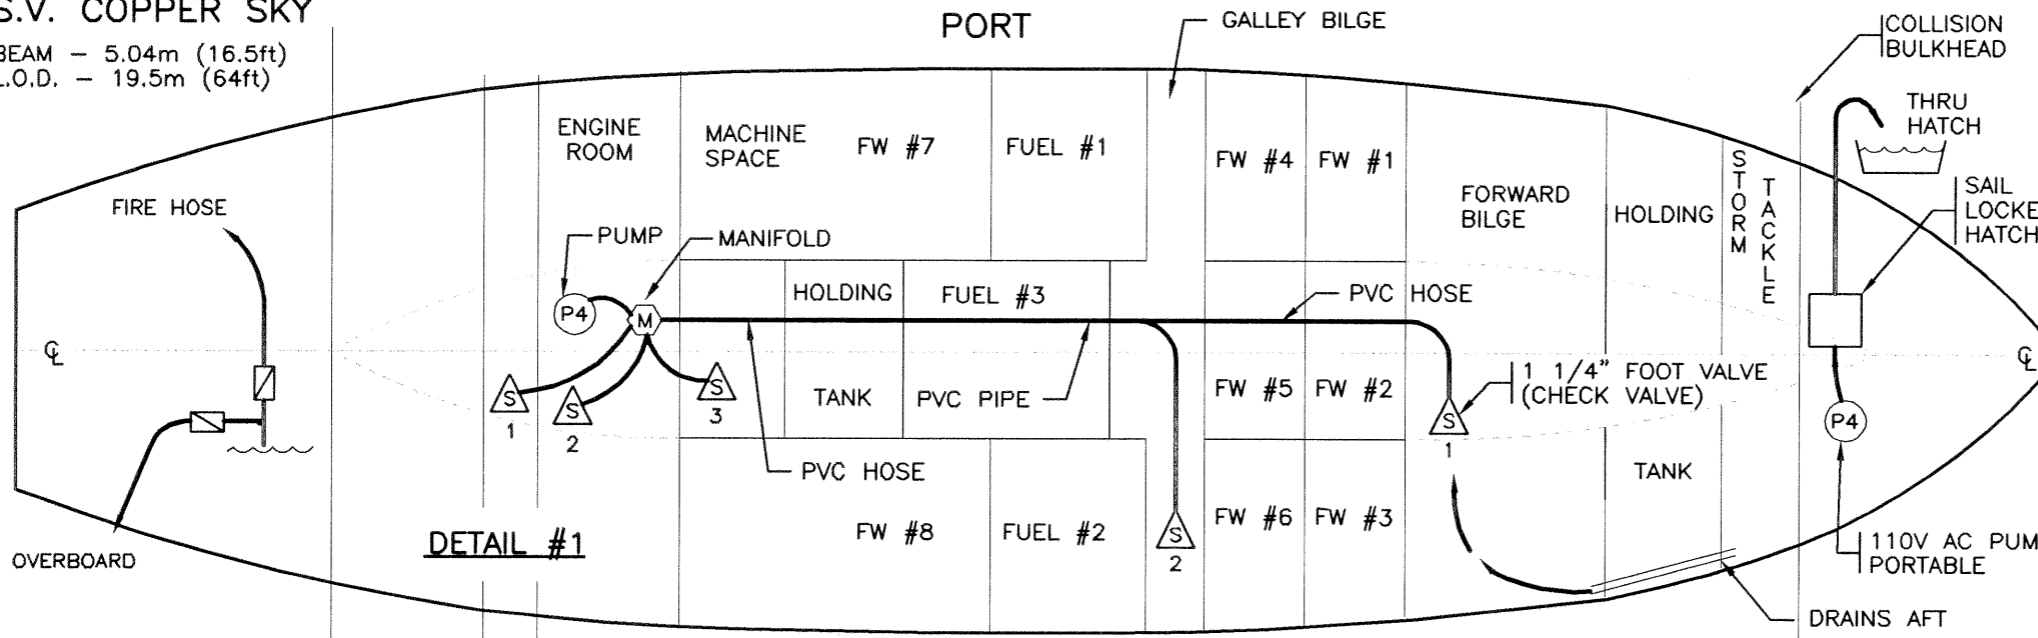 S.V. COPPER SKY
BEAM – 5.04m (16.5ft)
L.O.D. – 19.5m (64ft)
PORT
GALLEY BILGE
COLLISION
BULKHEAD
THRU
HATCH
ENGINE
ROOM
MACHINE
SPACE
FW #7
FUEL #1
FW #4
FW #1
FORWARD
BILGE
HOLDING
STORM
TACKLE
SAIL
LOCKE
HATCH
FIRE HOSE
PUMP
MANIFOLD
P4
M
HOLDING
FUEL #3
PVC HOSE
℄
℄
S
1
S
2
S
3
TANK
PVC PIPE
FW #5
FW #2
1 1/4" FOOT VALVE
(CHECK VALVE)
S
1
P4
PVC HOSE
TANK
FW #8
FUEL #2
S
2
FW #6
FW #3
DETAIL #1
OVERBOARD
110V AC PUM
PORTABLE
DRAINS AFT